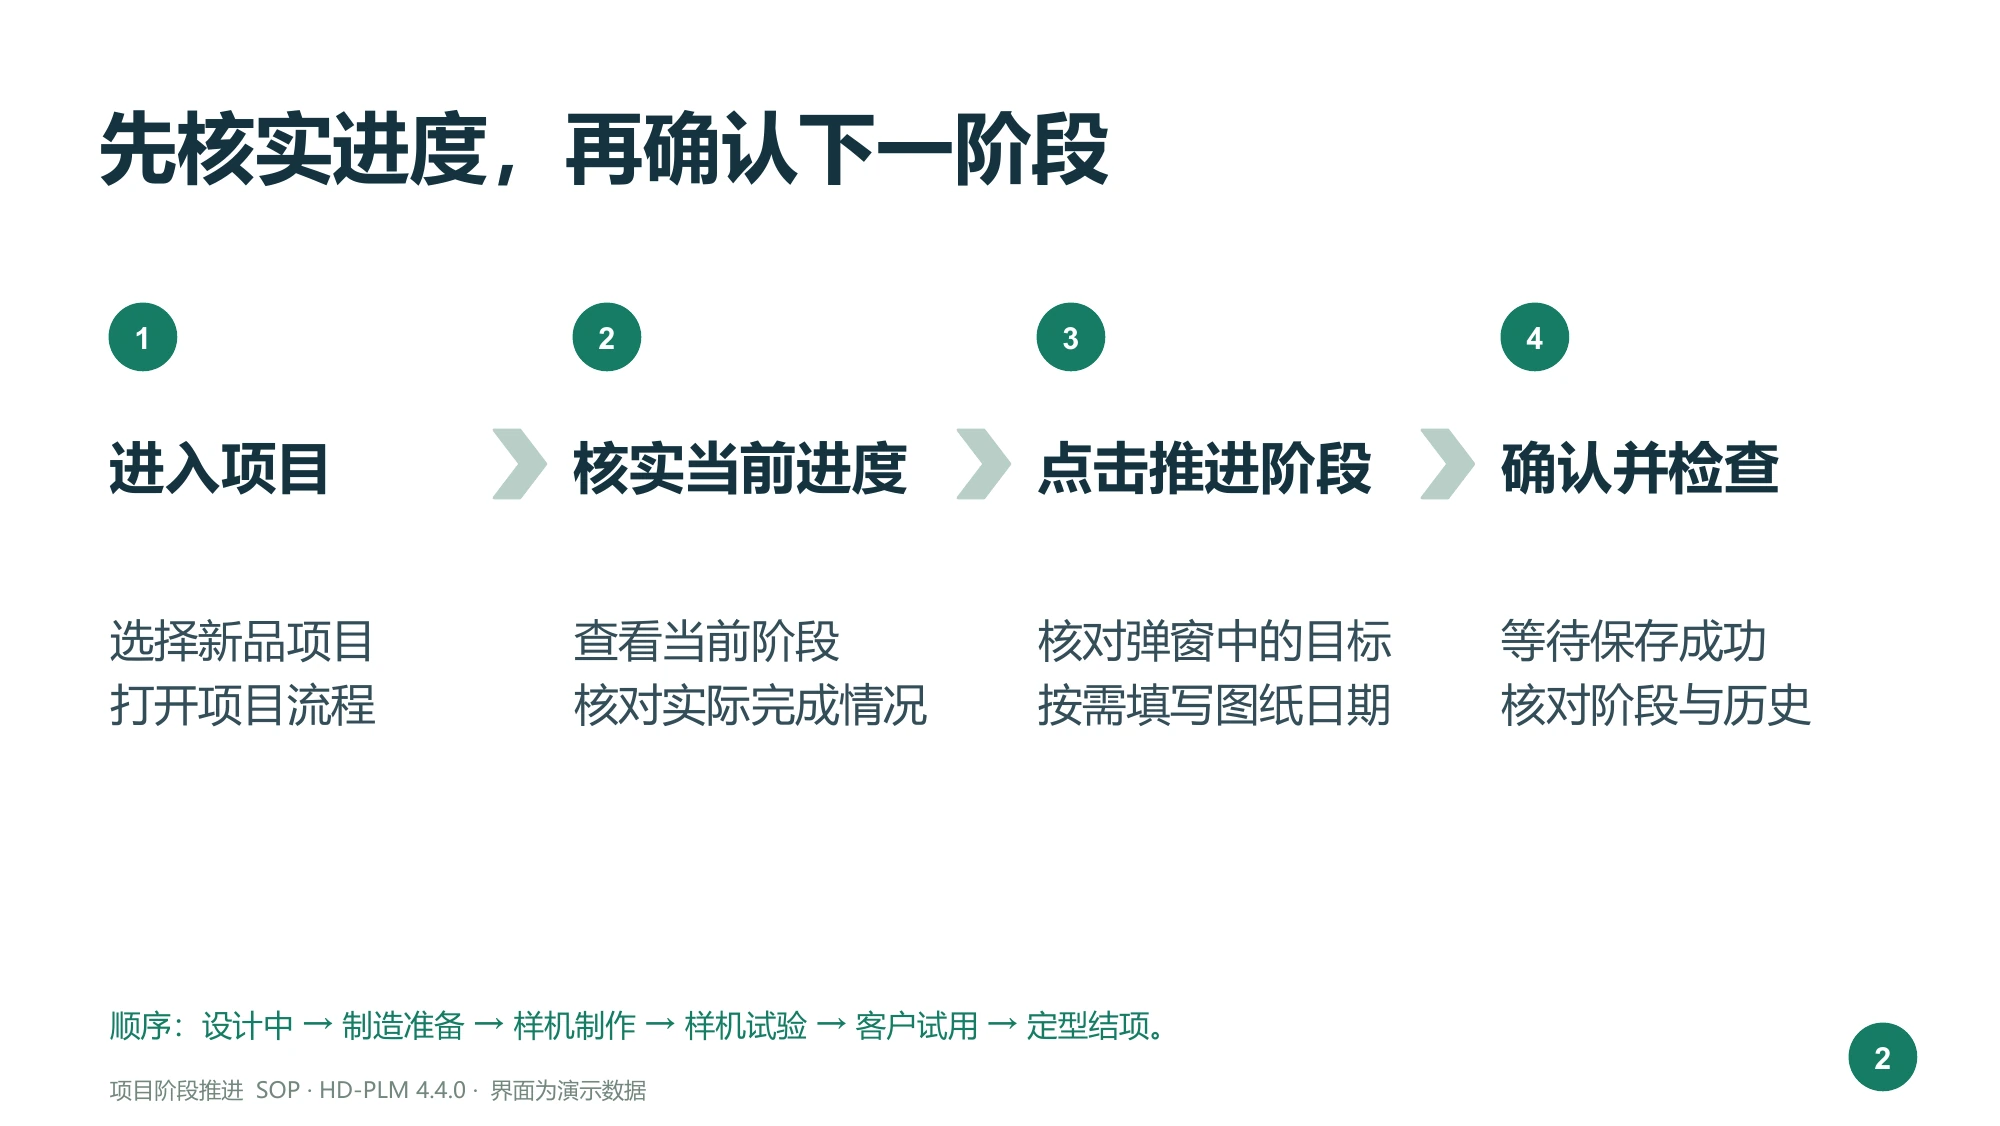 先核实进度，再确认下一阶段
1
2
3
4
进入项目
核实当前进度
点击推进阶段
确认并检查
选择新品项目
打开项目流程
查看当前阶段
核对实际完成情况
核对弹窗中的目标
按需填写图纸日期
等待保存成功
核对阶段与历史
顺序：设计中 → 制造准备 → 样机制作 → 样机试验 → 客户试用 → 定型结项。
项目阶段推进 SOP · HD-PLM 4.4.0 · 界面为演示数据
2